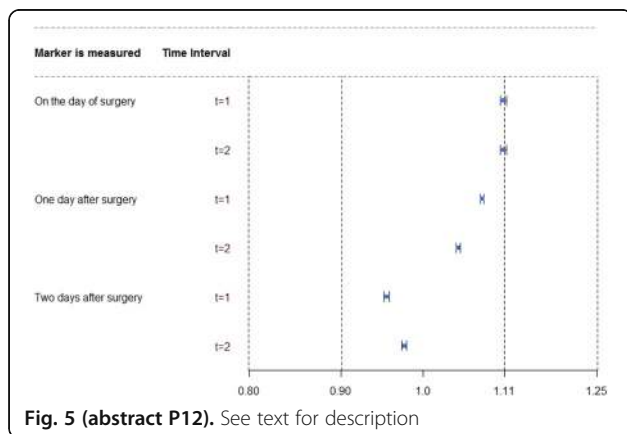 Marker is measured Time Interval
On the day of surgery t=1
t=2
One day after surgery t=1
t=2
Two days after surgery t=1
t=2
0.80 0.90 1.0 1.11 1.25
Fig. 5 (abstract P12). See text for description